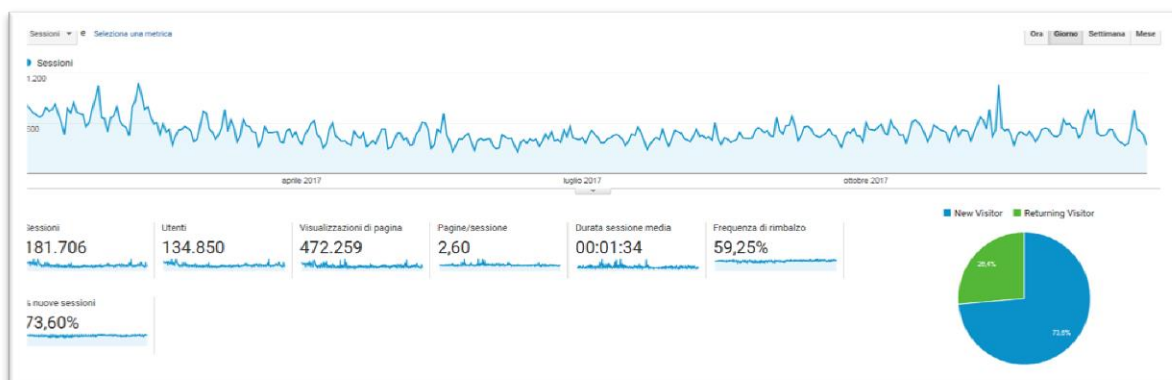 Sessioni e Seleziona una metrica
Ora Giorno Settimana Mese
Sessioni
1.200
600
aprile 2017 luglio 2017 ottobre 2017
New Visitor Returning Visitor
Sessioni Utenti Visualizzazioni di pagina Pagine/sessione Durata sessione media Frequenza di rimbalzo
181.706 134.850 472.259 2,60 00:01:34 59,25%
26,4%
73,6%
% nuove sessioni
73,60%